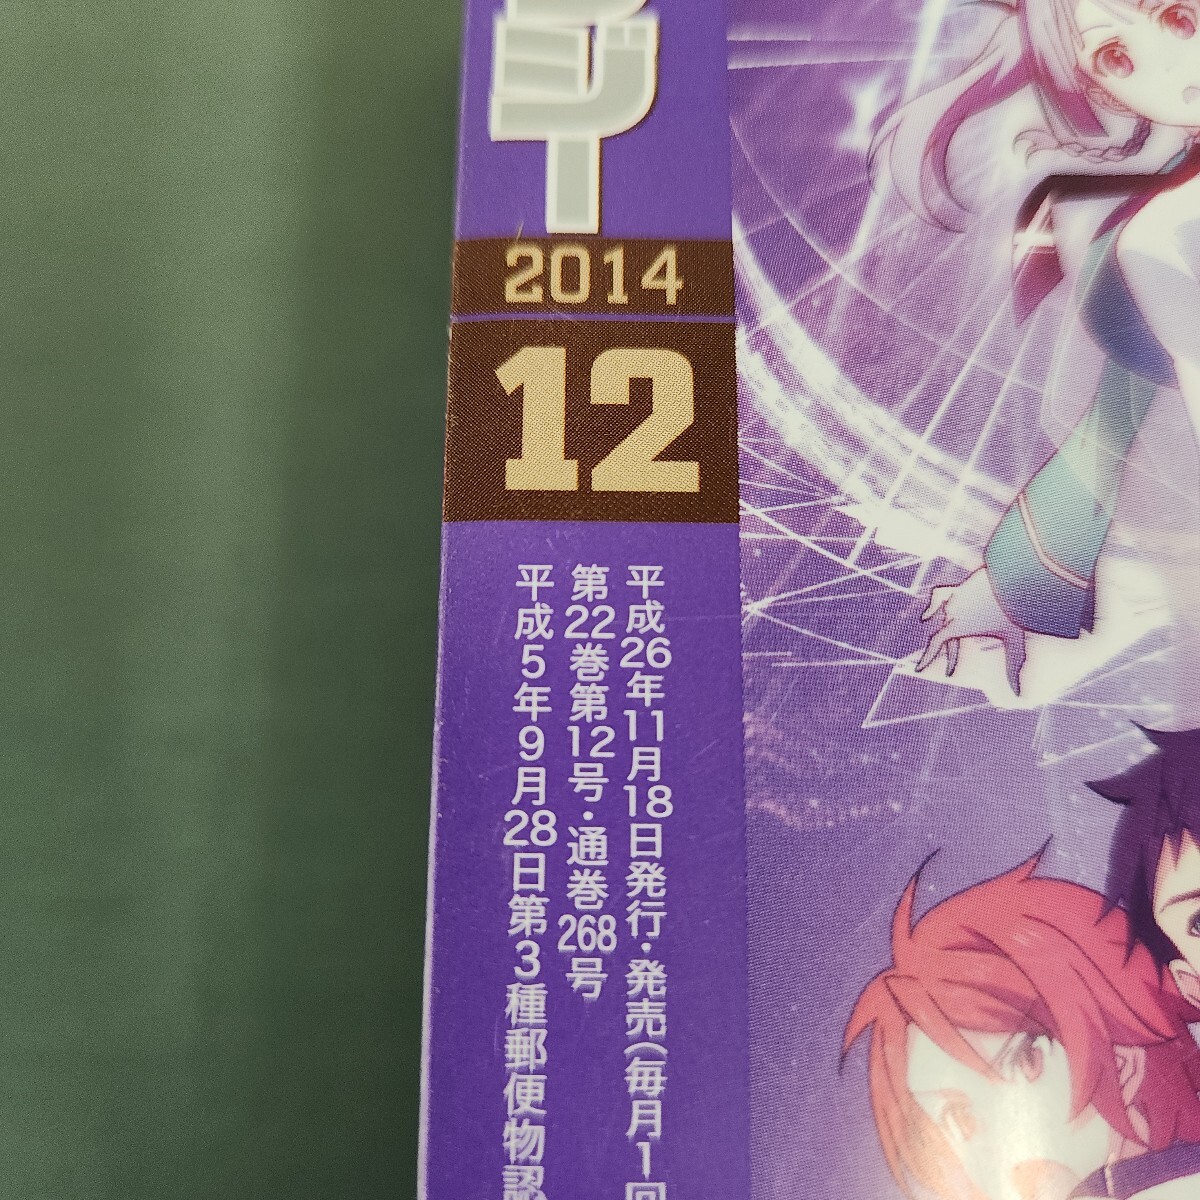 ジー
2014
12
平成26年11月18日発行・発売(毎月1回
第22巻第12号・通巻268号
平成5年9月28日第3種郵便物認